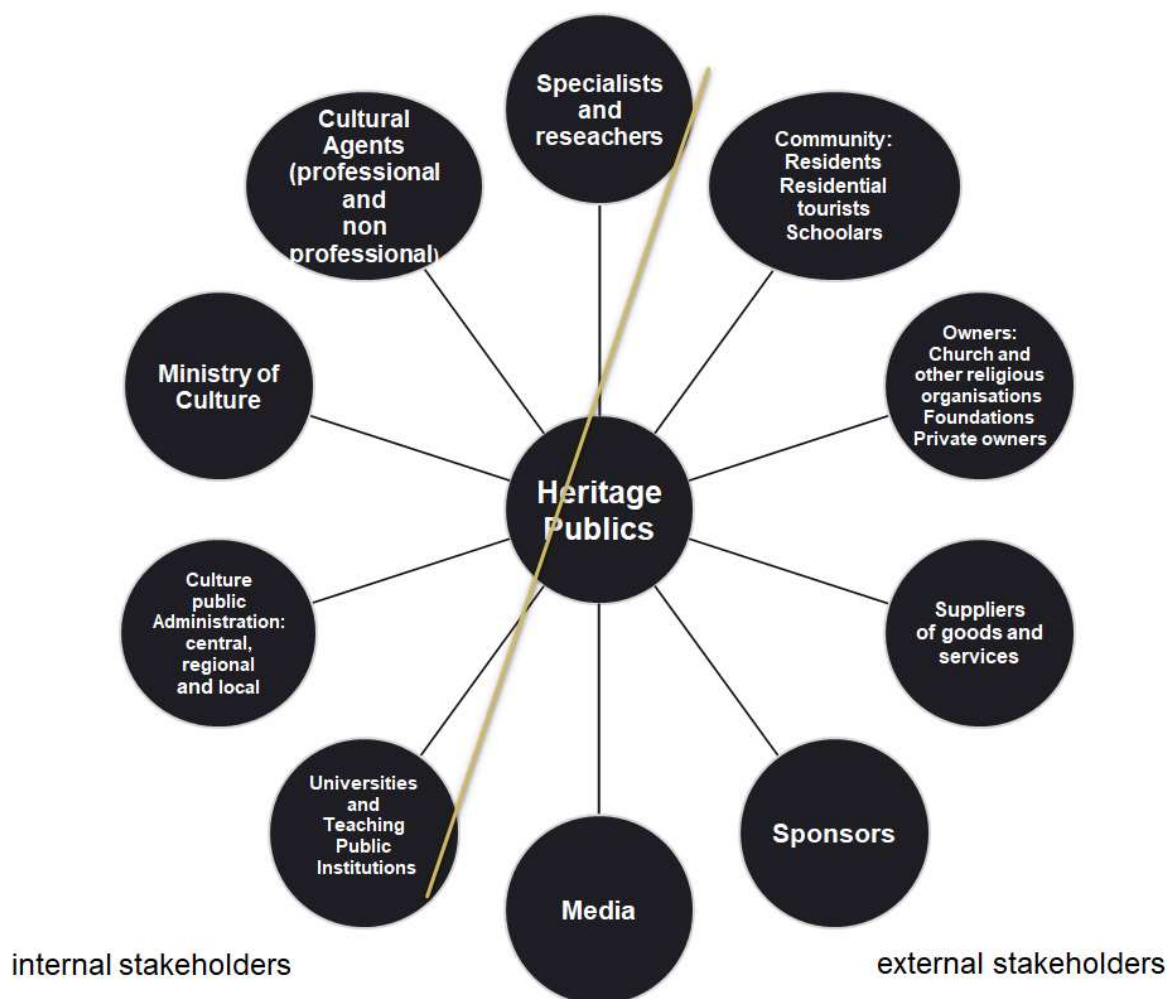 Specialists
and
reseachers
Cultural
Agents
(professional
and
non
professional)
Community:
Residents
Residential
tourists
Schoolars
Ministry of
Culture
Owners:
Church and
other religious
organisations
Foundations
Private owners
Heritage
Publics
Culture
public
Administration:
central,
regional
and local
Suppliers
of goods and
services
Universities
and
Teaching
Public
Institutions
Sponsors
Media
internal stakeholders
external stakeholders